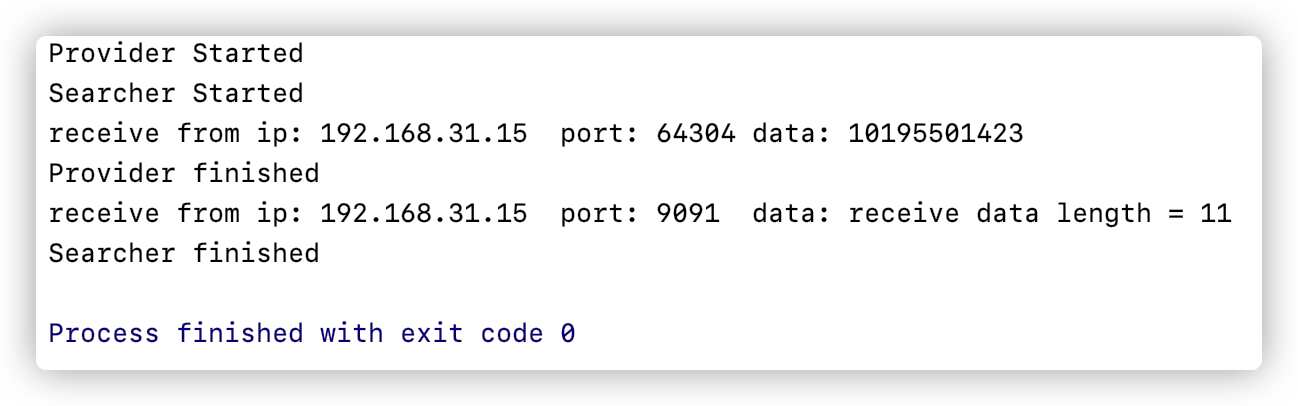 Provider Started
Searcher Started
receive from ip: 192.168.31.15  port: 64304 data: 10195501423
Provider finished
receive from ip: 192.168.31.15  port: 9091  data: receive data length = 11
Searcher finished
Process finished with exit code 0